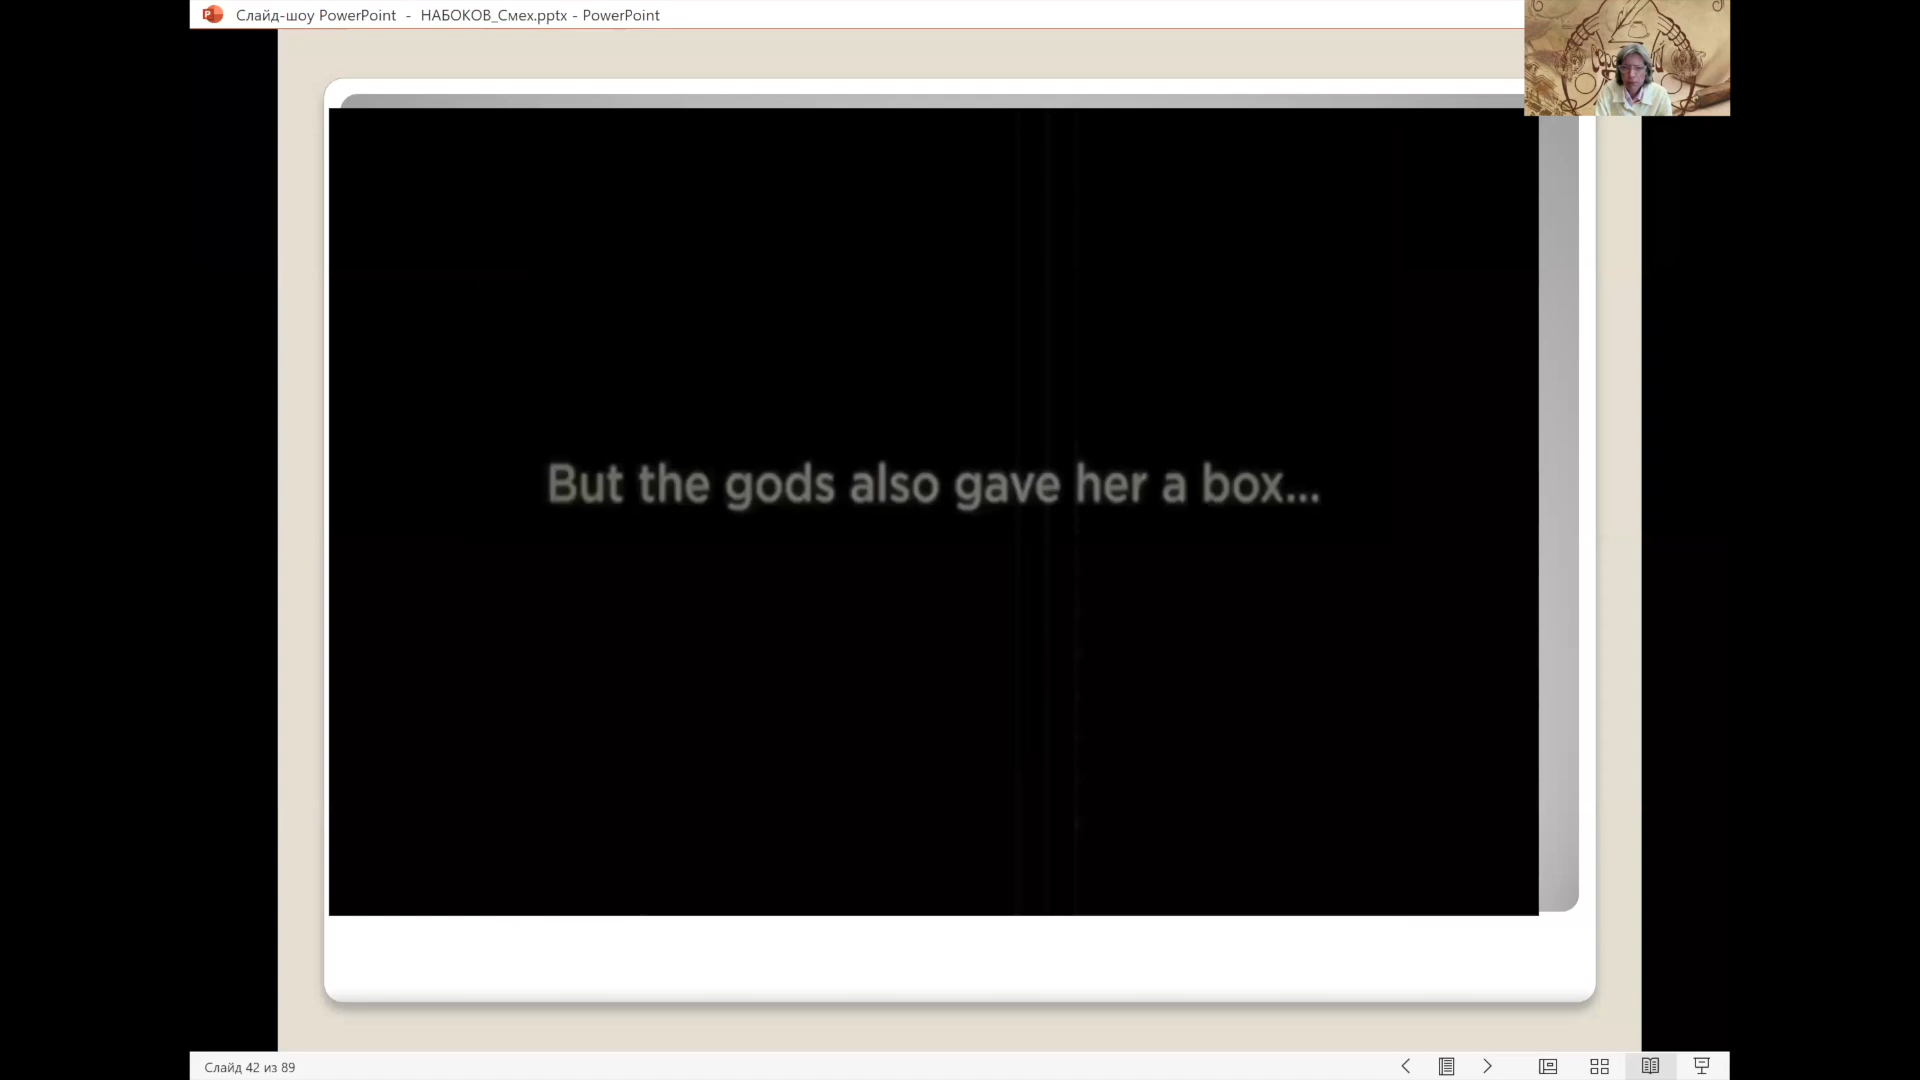 Слайд-шоу PowerPoint - НАБОКОВ_Смех.pptx - PowerPoint
But the gods also gave her a box...
Слайд 42 из 89